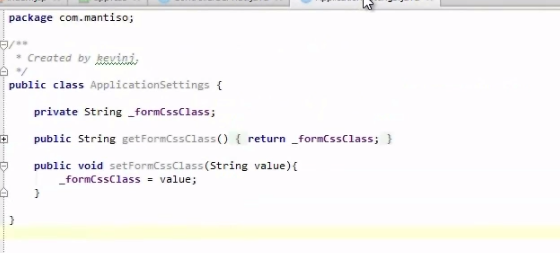 package com.mantiso;
/**
* Created by kevinj.
*/
public class ApplicationSettings {
private String _formCssClass;
public String getFormCssClass() { return _formCssClass; }
public void setFormCssClass(String value){
_formCssClass = value;
}
}